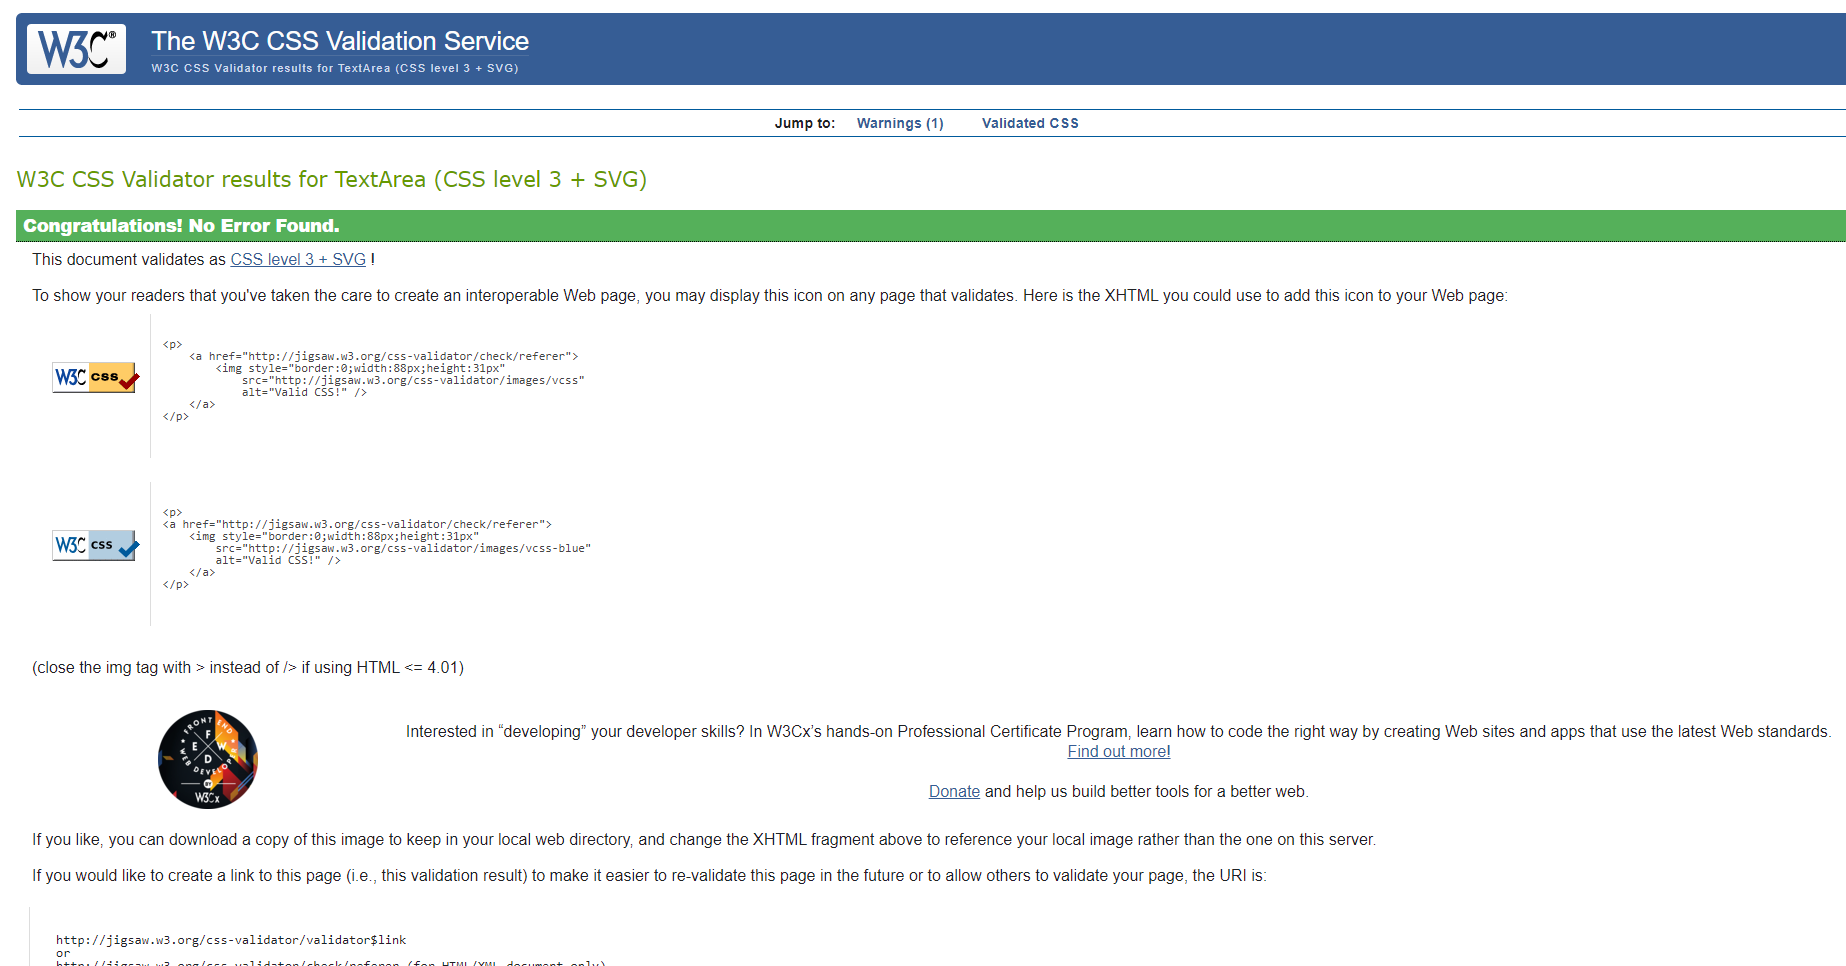 W3C® The W3C CSS Validation Service
W3C CSS Validator results for TextArea (CSS level 3 + SVG)
Jump to: Warnings (1) Validated CSS
W3C CSS Validator results for TextArea (CSS level 3 + SVG)
Congratulations! No Error Found.
This document validates as CSS level 3 + SVG !
To show your readers that you've taken the care to create an interoperable Web page, you may display this icon on any page that validates. Here is the XHTML you could use to add this icon to your Web page:
W3C css
<p>
<a href="http://jigsaw.w3.org/css-validator/check/referer">
<img style="border:0;width:88px;height:31px"
src="http://jigsaw.w3.org/css-validator/images/vcss"
alt="Valid CSS!" />
</a>
</p>
W3C css
<p>
<a href="http://jigsaw.w3.org/css-validator/check/referer">
<img style="border:0;width:88px;height:31px"
src="http://jigsaw.w3.org/css-validator/images/vcss-blue"
alt="Valid CSS!" />
</a>
</p>
(close the img tag with > instead of /> if using HTML <= 4.01)
FRONT END
WEB DEVELOPER
F E W D
W3Cx
Interested in “developing” your developer skills? In W3Cx’s hands-on Professional Certificate Program, learn how to code the right way by creating Web sites and apps that use the latest Web standards.
Find out more!
Donate and help us build better tools for a better web.
If you like, you can download a copy of this image to keep in your local web directory, and change the XHTML fragment above to reference your local image rather than the one on this server.
If you would like to create a link to this page (i.e., this validation result) to make it easier to re-validate this page in the future or to allow others to validate your page, the URI is:
http://jigsaw.w3.org/css-validator/validator$link
or
http://jigsaw.w3.org/css-validator/check/referer (for HTML/XML document only)